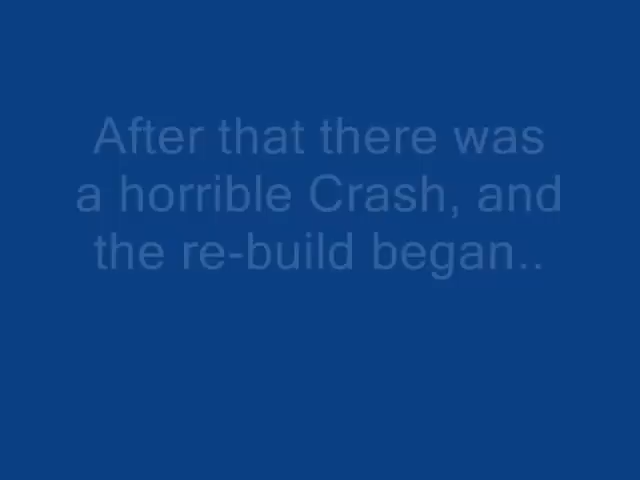 After that there was
a horrible Crash, and
the re-build began..